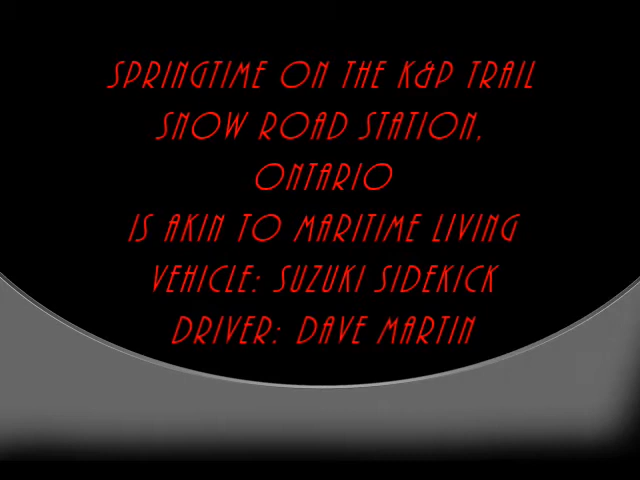 SPRINGTIME ON THE K&P TRAIL
SNOW ROAD STATION,
ONTARIO
IS AKIN TO MARITIME LIVING
VEHICLE: SUZUKI SIDEKICK
DRIVER: DAVE MARTIN